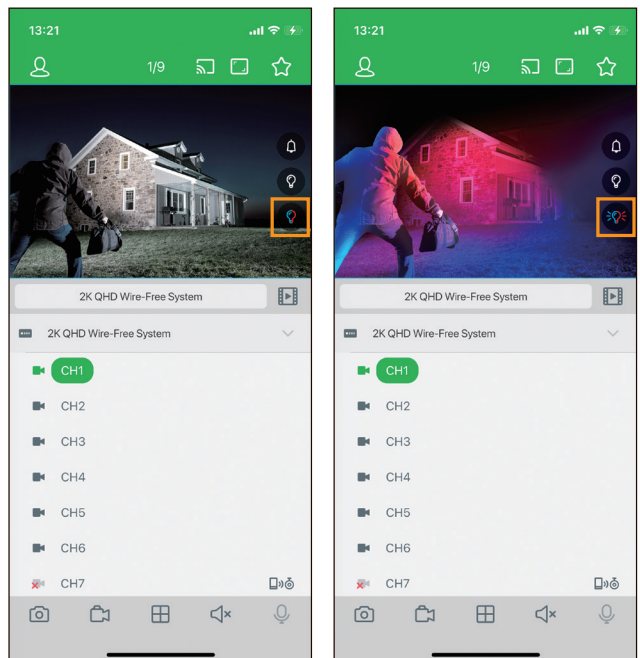 13:21
1/9
2K QHD Wire-Free System
2K QHD Wire-Free System
CH1
CH2
CH3
CH4
CH5
CH6
CH7
13:21
1/9
2K QHD Wire-Free System
2K QHD Wire-Free System
CH1
CH2
CH3
CH4
CH5
CH6
CH7